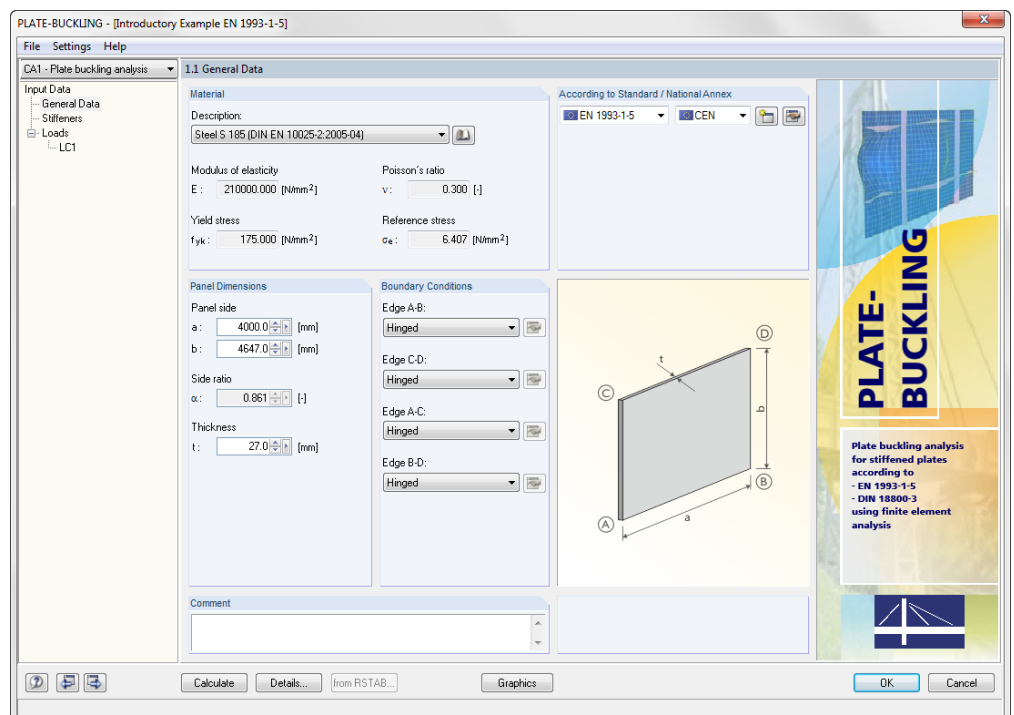 PLATE-BUCKLING - [Introductory Example EN 1993-1-5]
File Settings Help
CA1 - Plate buckling analysis
1.1 General Data
Input Data
General Data
Stiffeners
Loads
LC1
Material
Description:
Steel S 185 (DIN EN 10025-2:2005-04)
Modulus of elasticity
Poisson´s ratio
E : 210000.000 [N/mm²]
ν : 0.300 [-]
Yield stress
Reference stress
fyk : 175.000 [N/mm²]
σe : 6.407 [N/mm²]
According to Standard / National Annex
EN 1993-1-5 CEN
Panel Dimensions
Panel side
a : 4000.0 [mm]
b : 4647.0 [mm]
Side ratio
α: 0.861 [-]
Thickness
t : 27.0 [mm]
Boundary Conditions
Edge A-B:
Hinged
Edge C-D:
Hinged
Edge A-C:
Hinged
Edge B-D:
Hinged
D
t
C
b
B
a
A
PLATE-
BUCKLING
Plate buckling analysis
for stiffened plates
according to
- EN 1993-1-5
- DIN 18800-3
using finite element
analysis
Comment
Calculate Details... from RSTAB... Graphics OK Cancel